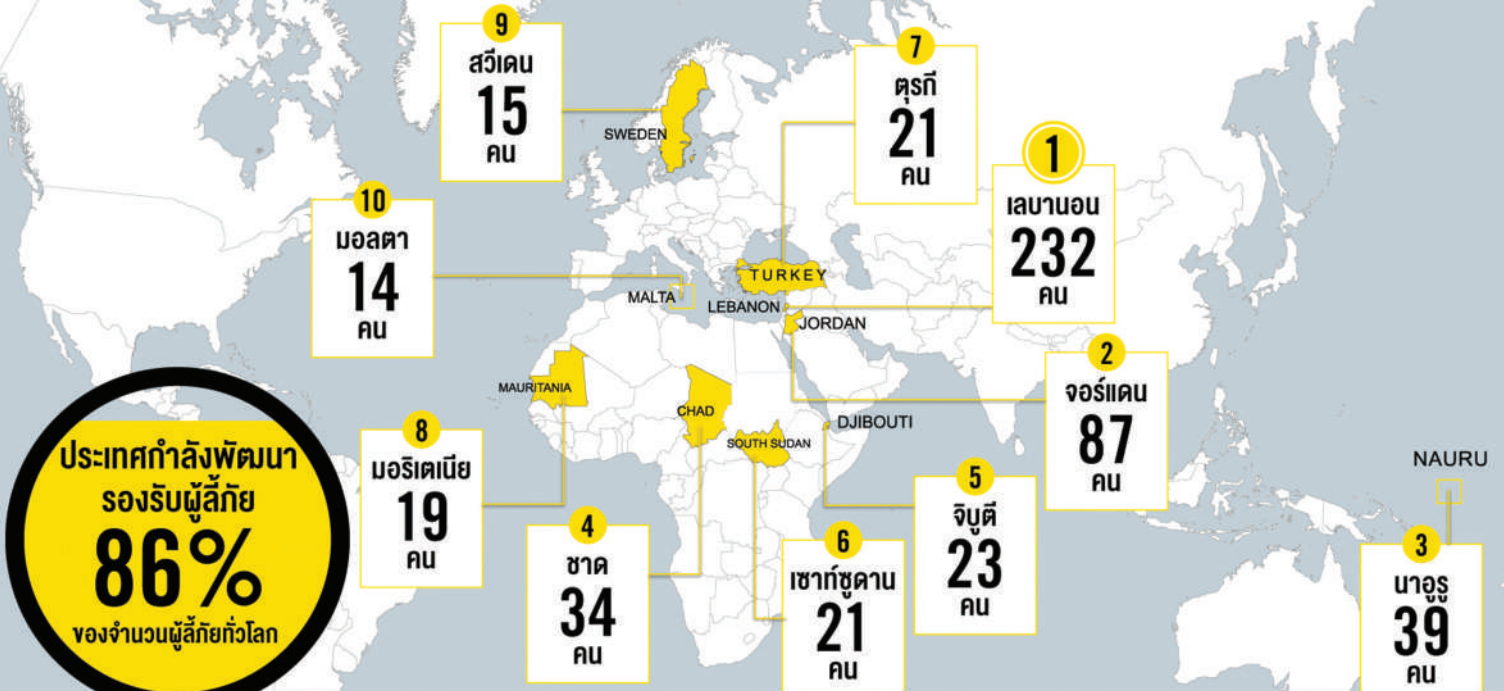 9
สวีเดน
15
คน
SWEDEN
7
ตุรกี
21
คน
TURKEY
1
เลบานอน
232
คน
LEBANON
10
มอลตา
14
คน
MALTA
JORDAN
2
จอร์แดน
87
คน
MAURITANIA
8
มอริเตเนีย
19
คน
CHAD
4
ชาด
34
คน
SOUTH SUDAN
6
เซาท์ซูดาน
21
คน
DJIBOUTI
5
จิบูตี
23
คน
NAURU
3
นาอูรู
39
คน
ประเทศกำลังพัฒนา
รองรับผู้ลี้ภัย
86%
ของจำนวนผู้ลี้ภัยทั่วโลก